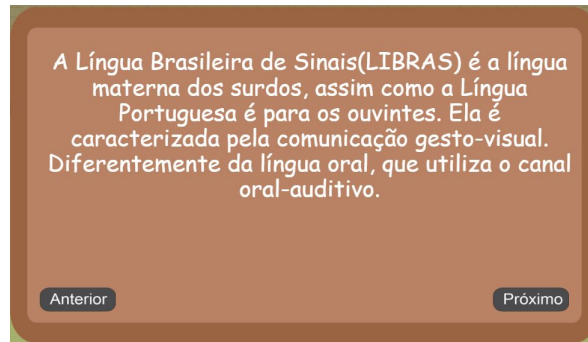 A Língua Brasileira de Sinais(LIBRAS) é a língua
materna dos surdos, assim como a Língua
Portuguesa é para os ouvintes. Ela é
caracterizada pela comunicação gesto-visual.
Diferentemente da língua oral, que utiliza o canal
oral-auditivo.
Anterior
Próximo